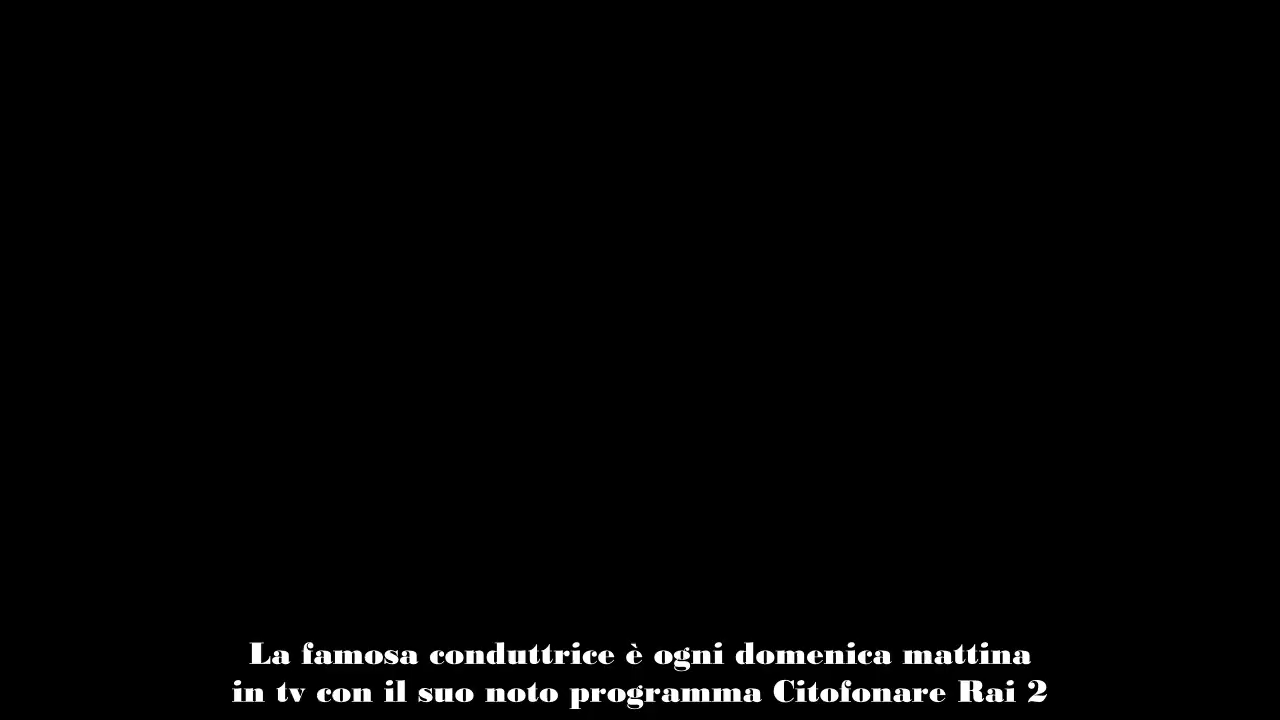 La famosa conduttrice è ogni domenica mattina
in tv con il suo noto programma Citofonare Rai 2